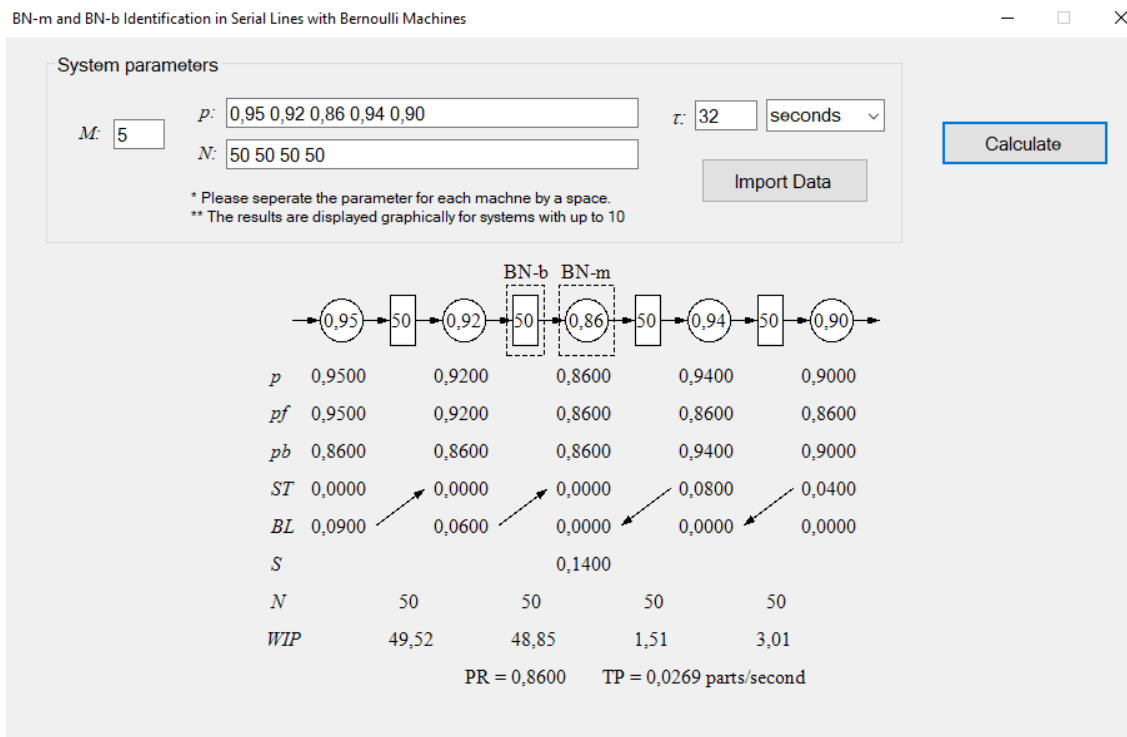 BN-m and BN-b Identification in Serial Lines with Bernoulli Machines
System parameters
M: 5
p: 0,95 0,92 0,86 0,94 0,90
N: 50 50 50 50
τ: 32 seconds
Calculate
Import Data
* Please seperate the parameter for each machne by a space.
** The results are displayed graphically for systems with up to 10
BN-b BN-m
0,95 50 0,92 50 0,86 50 0,94 50 0,90
p 0,9500 0,9200 0,8600 0,9400 0,9000
pf 0,9500 0,9200 0,8600 0,8600 0,8600
pb 0,8600 0,8600 0,8600 0,9400 0,9000
ST 0,0000 0,0000 0,0000 0,0800 0,0400
BL 0,0900 0,0600 0,0000 0,0000 0,0000
S 0,1400
N 50 50 50 50
WIP 49,52 48,85 1,51 3,01
PR = 0,8600 TP = 0,0269 parts/second